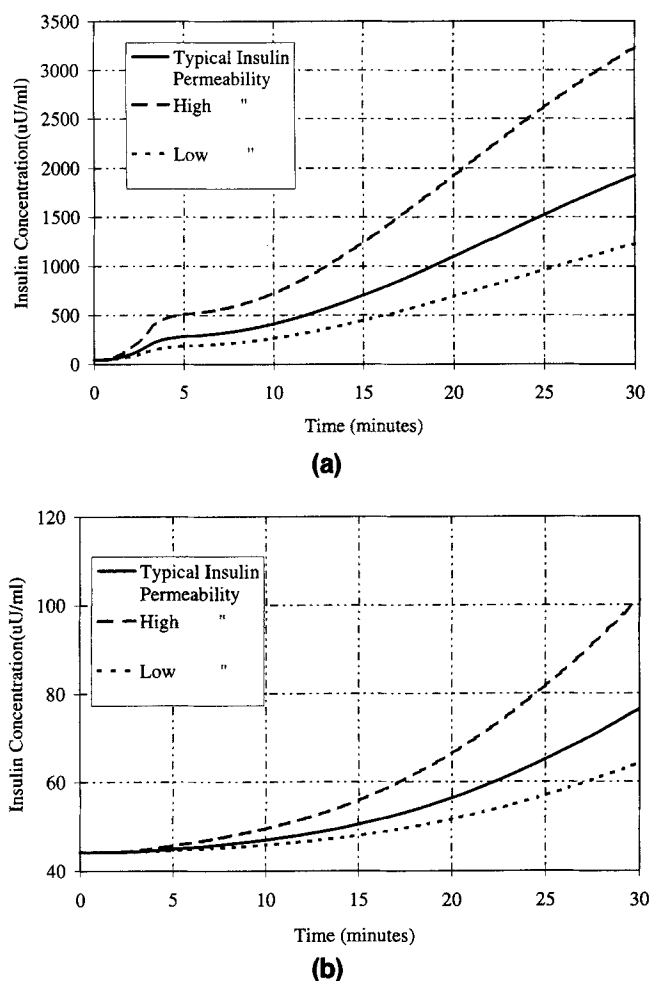 3500
3000
2500
2000
1500
1000
500
0
Insulin Concentration(uU/ml)
Typical Insulin
Permeability
High "
Low "
0 5 10 15 20 25 30
Time (minutes)
(a)
120
100
80
60
40
Insulin Concentration(uU/ml)
Typical Insulin
Permeability
High "
Low "
0 5 10 15 20 25 30
Time (minutes)
(b)